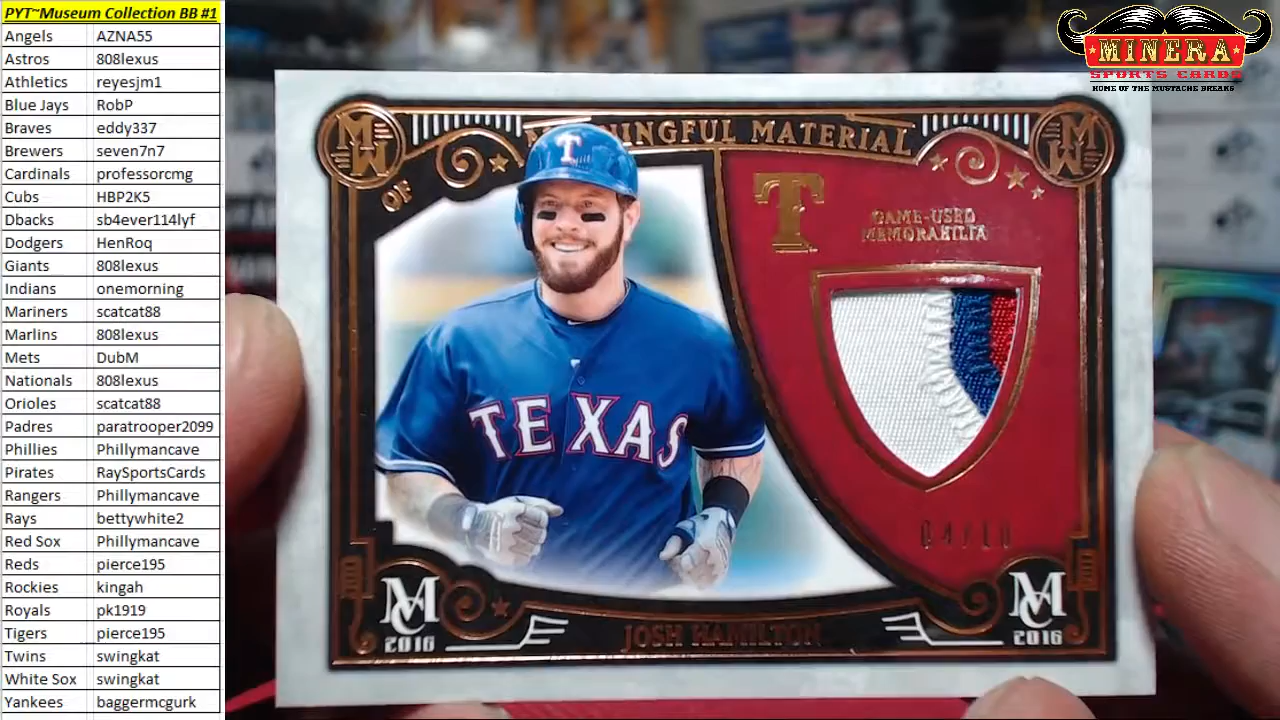 PYT~Museum Collection BB #1
Angels AZNA55
Astros 808lexus
Athletics reyesjm1
Blue Jays RobP
Braves eddy337
Brewers seven7n7
Cardinals professorcmg
Cubs HBP2K5
Dbacks sb4ever114lyf
Dodgers HenRoq
Giants 808lexus
Indians onemorning
Mariners scatcat88
Marlins 808lexus
Mets DubM
Nationals 808lexus
Orioles scatcat88
Padres paratrooper2099
Phillies Phillymancave
Pirates RaySportsCards
Rangers Phillymancave
Rays bettywhite2
Red Sox Phillymancave
Reds pierce195
Rockies kingah
Royals pk1919
Tigers pierce195
Twins swingkat
White Sox swingkat
Yankees baggermcgurk
MINERA
SPORTS CARDS
HOME OF THE MUSTACHE BREAKS
MATERIAL
OF
T
T
GAME-USED
MEMORABILIA
TEXAS
04/10
MC
2016
JOSH HAMILTON
MC
2016